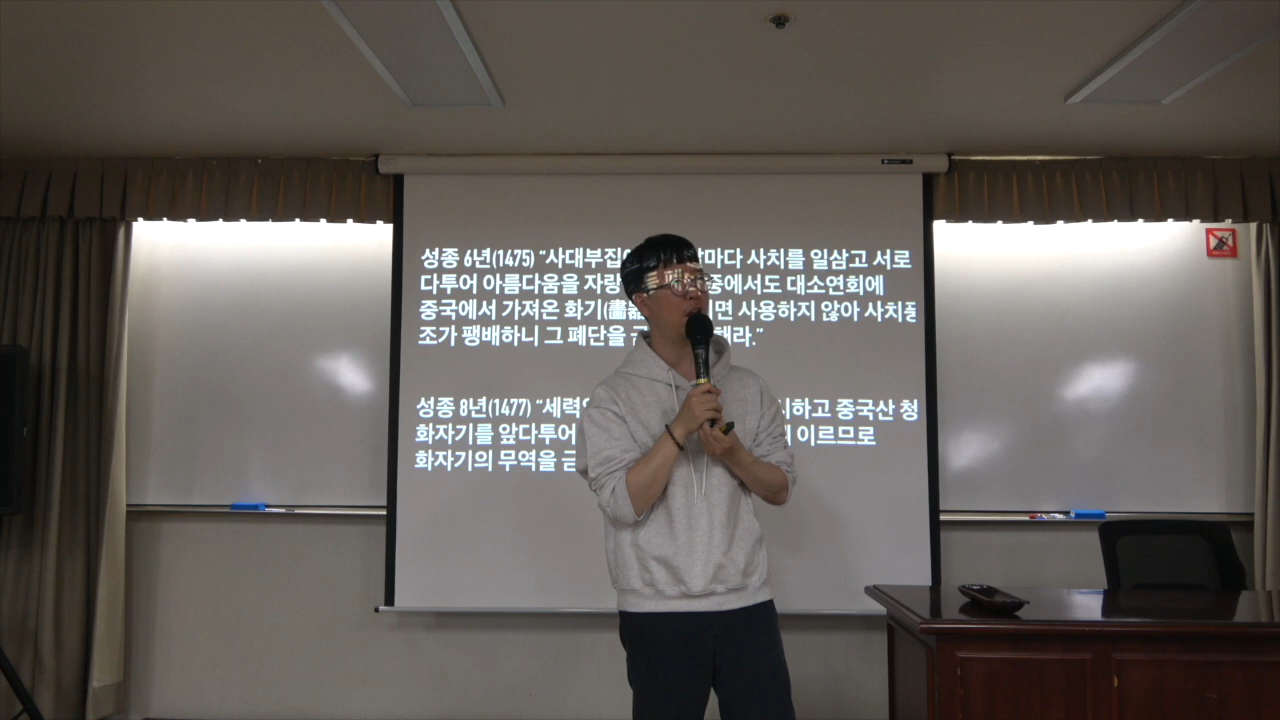 성종 6년(1475) “사대부집 마다 사치를 일삼고 서로
다투어 아름다움을 자랑 중에서도 대소연회에
중국에서 가져온 화기(畵器 면 사용하지 않아 사치풍
조가 팽배하니 그 폐단을 해라.”
성종 8년(1477) “세력 하고 중국산 청
화자기를 앞다투어 이르므로
화자기의 무역을 금